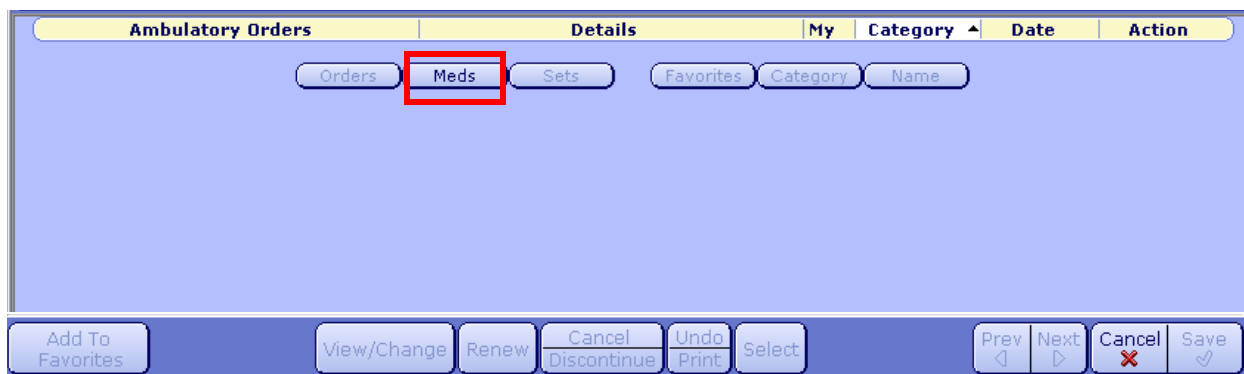 Ambulatory Orders Details My Category Date Action
Orders Meds Sets Favorites Category Name
Add To
Favorites
View/Change
Renew
Cancel
Discontinue
Undo
Print
Select
Prev
Next
Cancel
Save